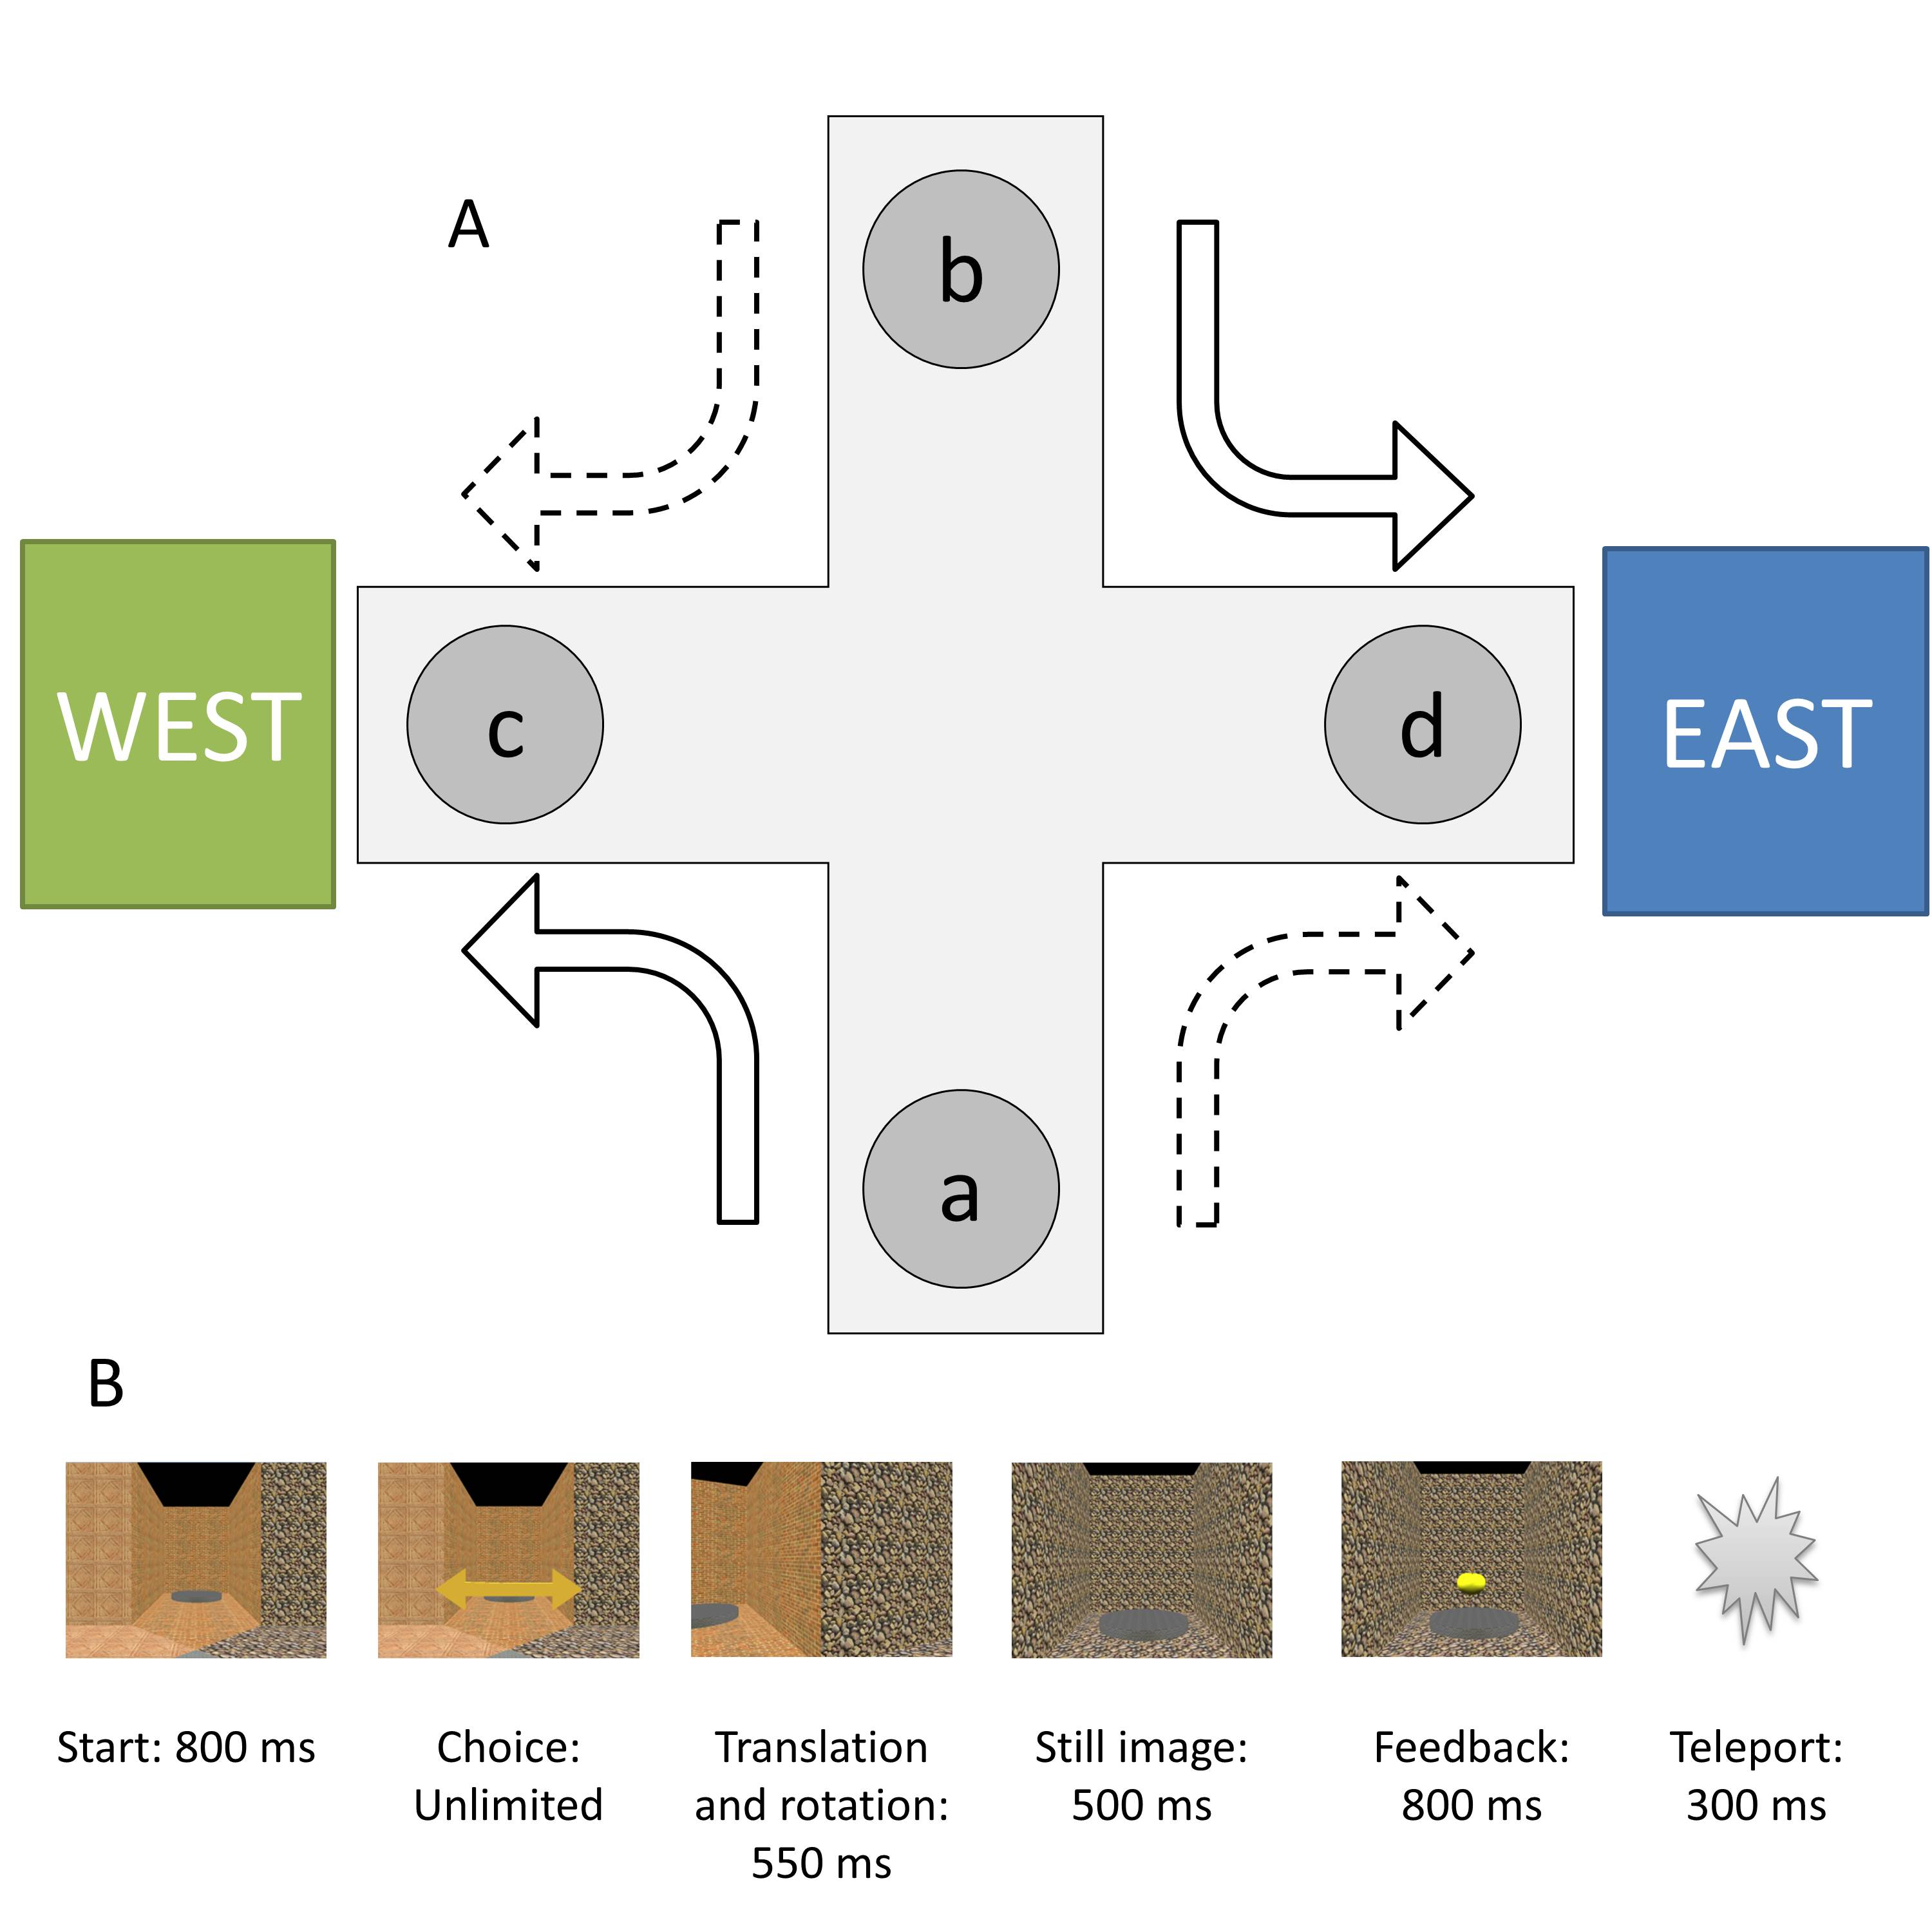 A
b
WEST
c
d
EAST
a
B
Start: 800 ms
Choice:
Unlimited
Translation
and rotation:
550 ms
Still image:
500 ms
Feedback:
800 ms
Teleport:
300 ms